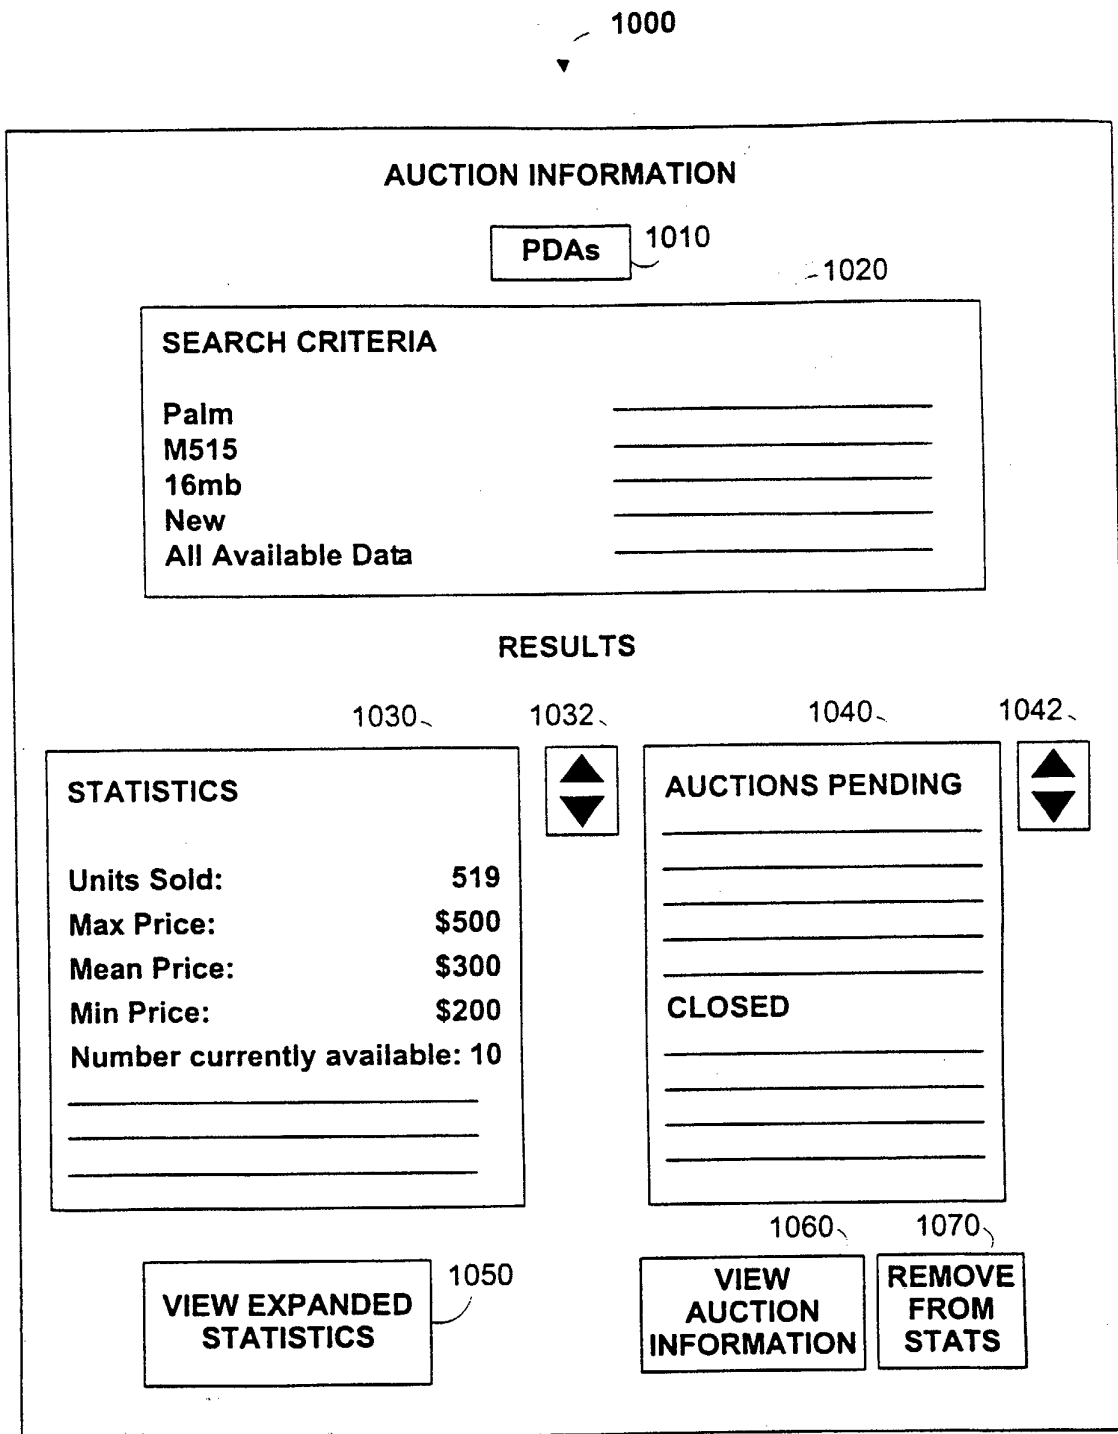 1000
AUCTION INFORMATION
PDAs
1010
1020
SEARCH CRITERIA
Palm
M515
16mb
New
All Available Data
RESULTS
1030
1032
1040
1042
STATISTICS
Units Sold: 519
Max Price: $500
Mean Price: $300
Min Price: $200
Number currently available: 10
AUCTIONS PENDING
CLOSED
1050
VIEW EXPANDED
STATISTICS
1060
1070
VIEW
AUCTION
INFORMATION
REMOVE
FROM
STATS